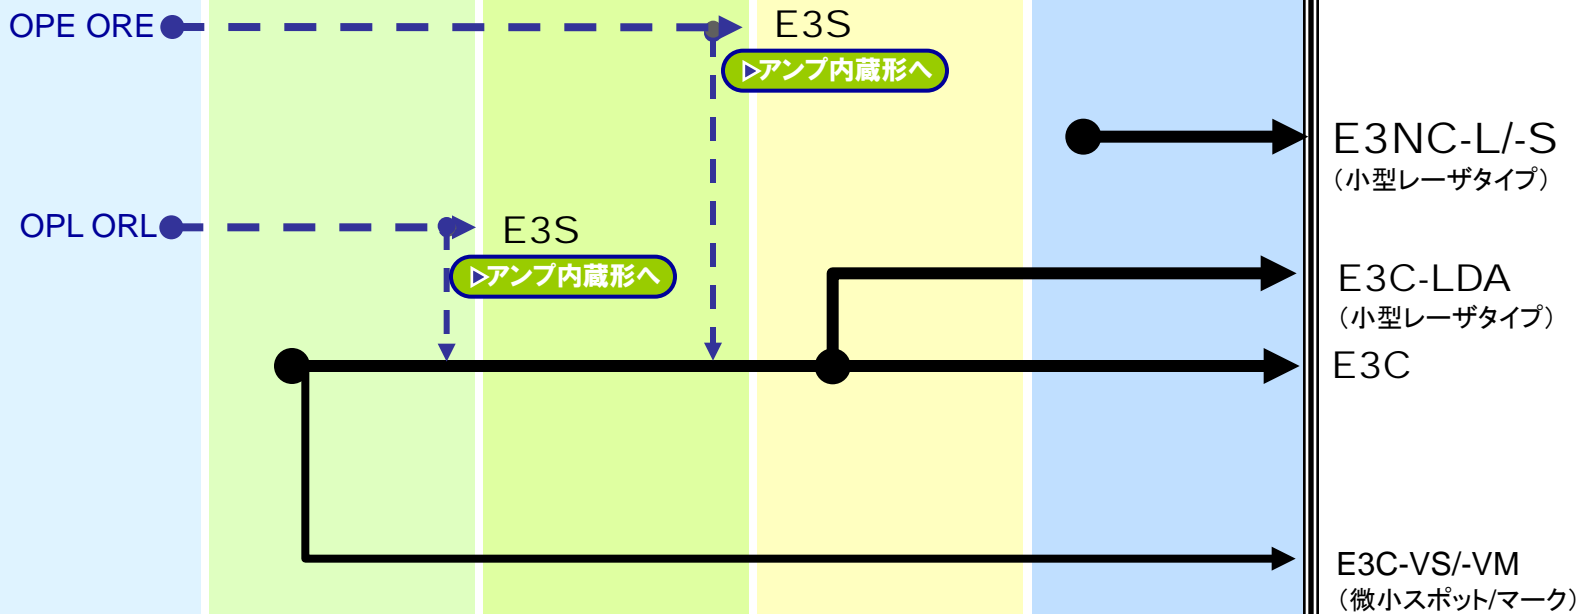 OPE ORE
E3S
▶アンプ内蔵形へ
E3NC-L/-S
(小型レーザタイプ)
OPL ORL
E3S
▶アンプ内蔵形へ
E3C-LDA
(小型レーザタイプ)
E3C
E3C-VS/-VM
(微小スポット/マーク)